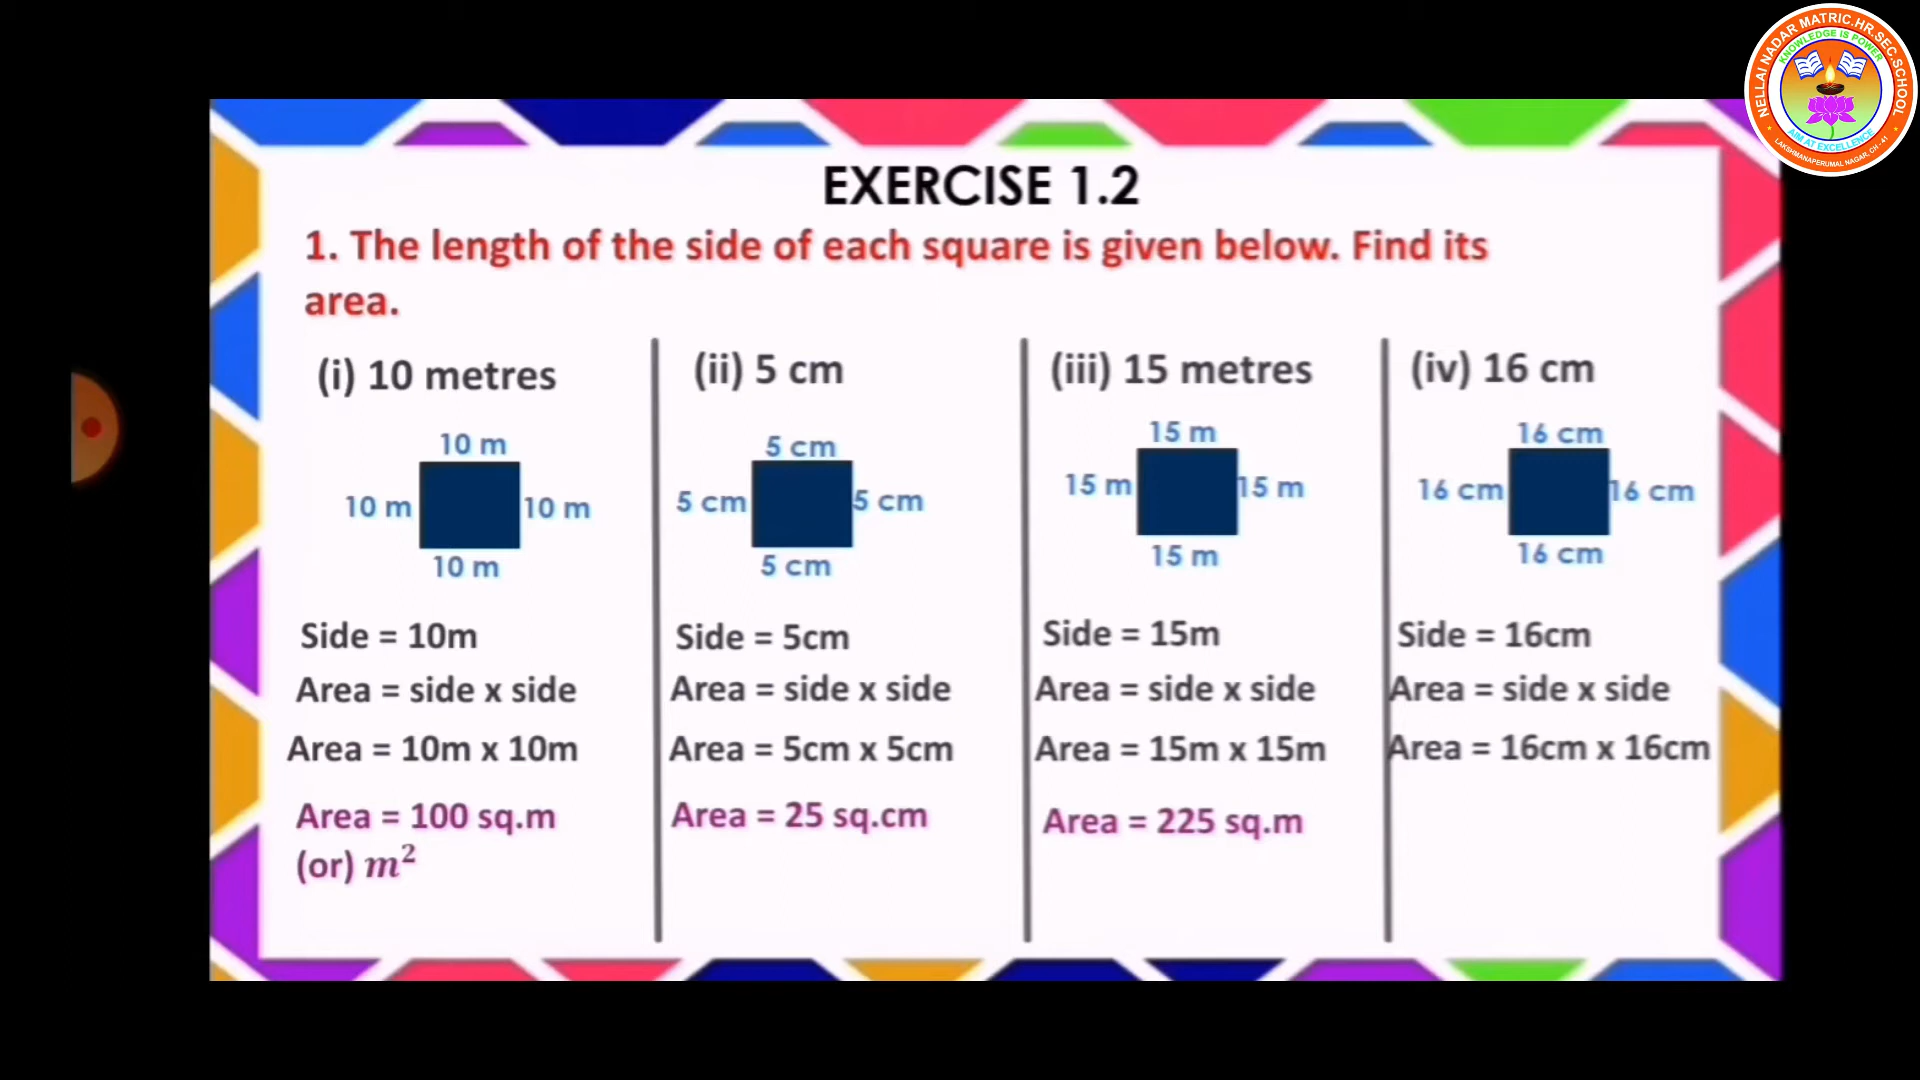 NELLAI NADAR MATRIC.HR.SEC.SCHOOL
KNOWLEDGE IS POWER
AIM AT EXCELLENCE
LAKSHMANAPERUMAL NAGAR, CH - 41
EXERCISE 1.2
1. The length of the side of each square is given below. Find its
area.
(i) 10 metres
10 m
10 m 10 m
10 m
Side = 10m
Area = side x side
Area = 10m x 10m
Area = 100 sq.m
(or) m²
(ii) 5 cm
5 cm
5 cm 5 cm
5 cm
Side = 5cm
Area = side x side
Area = 5cm x 5cm
Area = 25 sq.cm
(iii) 15 metres
15 m
15 m 15 m
15 m
Side = 15m
Area = side x side
Area = 15m x 15m
Area = 225 sq.m
(iv) 16 cm
16 cm
16 cm 16 cm
16 cm
Side = 16cm
Area = side x side
Area = 16cm x 16cm